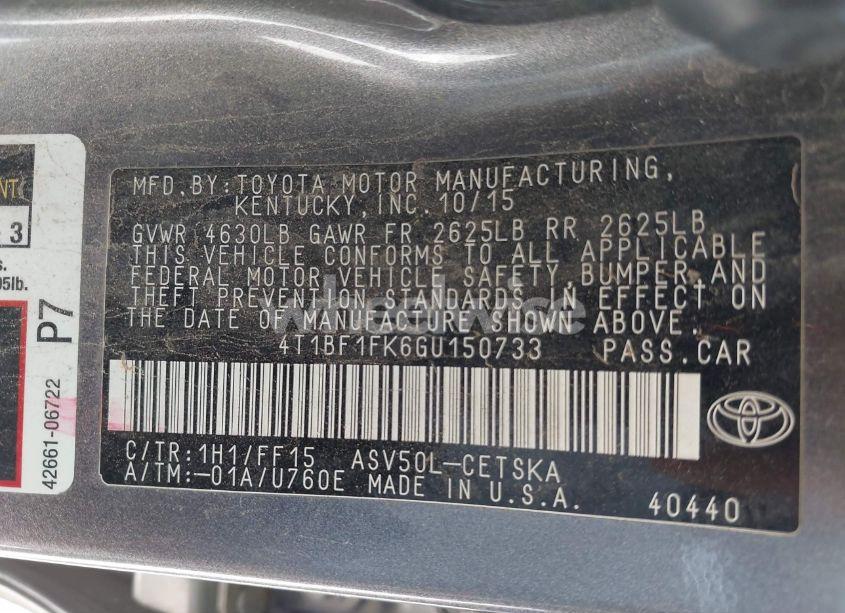 MFD.BY:TOYOTA MOTOR MANUFACTURING,
KENTUCKY,INC.10/15
GVWR 4630LB GAWR FR 2625LB RR 2625LB
THIS VEHICLE CONFORMS TO ALL APPLICABLE
FEDERAL MOTOR VEHICLE SAFETY,BUMPER,AND
THEFT PREVENTION STANDARDS IN EFFECT ON
THE DATE OF MANUFACTURE SHOWN ABOVE.
4T1BF1FK6GU150733 PASS.CAR
C/TR:1H1/FF15 ASV50L-CETSKA
A/TM:-01A/U760E MADE IN U.S.A.
40440
3
P7
42661-06722